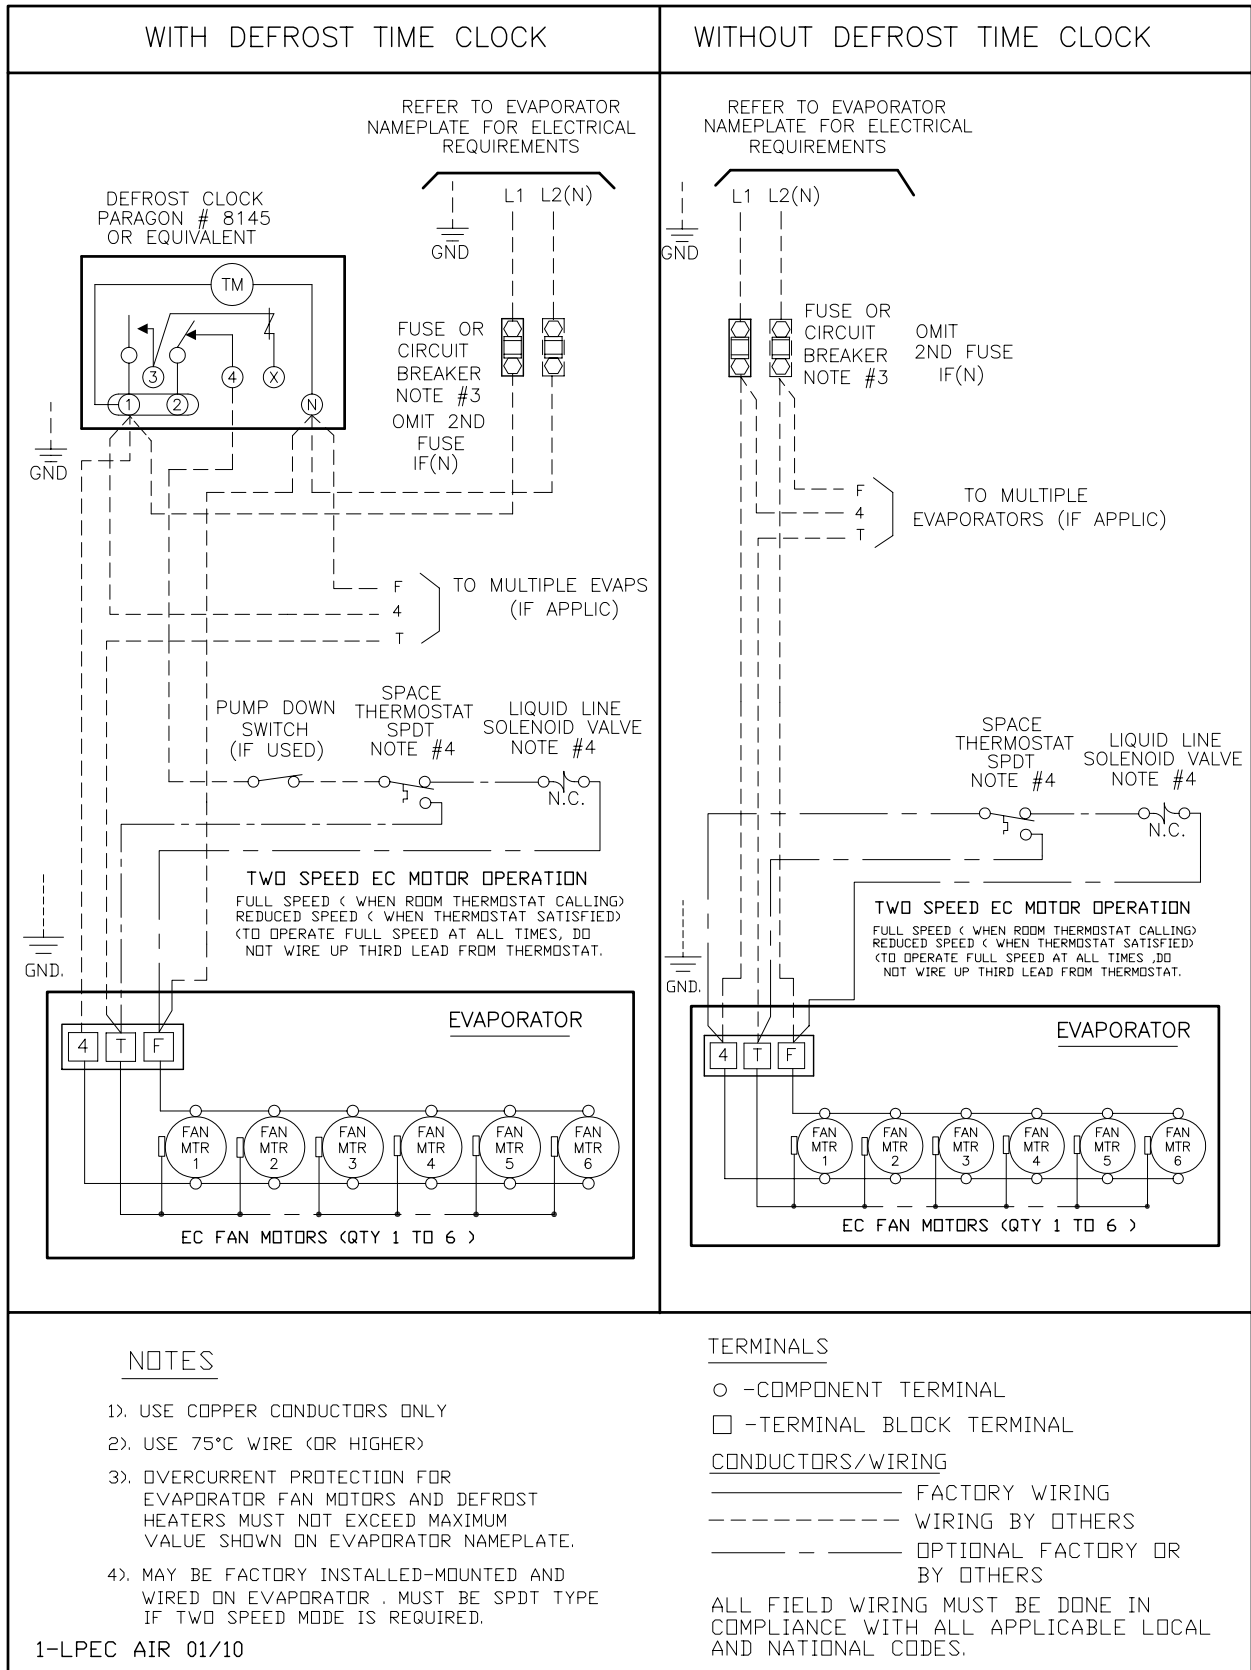 WITH DEFROST TIME CLOCK
REFER TO EVAPORATOR
NAMEPLATE FOR ELECTRICAL
REQUIREMENTS
L1 L2(N)
GND
DEFROST CLOCK
PARAGON # 8145
OR EQUIVALENT
TM
3 4 X
1 2 N
GND
FUSE OR
CIRCUIT
BREAKER
NOTE #3
OMIT 2ND
FUSE
IF(N)
F
4
T
TO MULTIPLE EVAPS
(IF APPLIC)
PUMP DOWN
SWITCH
(IF USED)
SPACE
THERMOSTAT
SPDT
NOTE #4
LIQUID LINE
SOLENOID VALVE
NOTE #4
N.C.
TWO SPEED EC MOTOR OPERATION
FULL SPEED ( WHEN ROOM THERMOSTAT CALLING)
REDUCED SPEED ( WHEN THERMOSTAT SATISFIED)
(TO OPERATE FULL SPEED AT ALL TIMES, DO
NOT WIRE UP THIRD LEAD FROM THERMOSTAT.
GND.
EVAPORATOR
4 T F
FAN MTR 1
FAN MTR 2
FAN MTR 3
FAN MTR 4
FAN MTR 5
FAN MTR 6
EC FAN MOTORS (QTY 1 TO 6 )
WITHOUT DEFROST TIME CLOCK
REFER TO EVAPORATOR
NAMEPLATE FOR ELECTRICAL
REQUIREMENTS
L1 L2(N)
GND
FUSE OR
CIRCUIT
BREAKER
NOTE #3
OMIT
2ND FUSE
IF(N)
F
4
T
TO MULTIPLE
EVAPORATORS (IF APPLIC)
SPACE
THERMOSTAT
SPDT
NOTE #4
LIQUID LINE
SOLENOID VALVE
NOTE #4
N.C.
TWO SPEED EC MOTOR OPERATION
FULL SPEED ( WHEN ROOM THERMOSTAT CALLING)
REDUCED SPEED ( WHEN THERMOSTAT SATISFIED)
(TO OPERATE FULL SPEED AT ALL TIMES ,DO
NOT WIRE UP THIRD LEAD FROM THERMOSTAT.
GND.
EVAPORATOR
4 T F
FAN MTR 1
FAN MTR 2
FAN MTR 3
FAN MTR 4
FAN MTR 5
FAN MTR 6
EC FAN MOTORS (QTY 1 TO 6 )
NOTES
1). USE COPPER CONDUCTORS ONLY
2). USE 75°C WIRE (OR HIGHER)
3). OVERCURRENT PROTECTION FOR
EVAPORATOR FAN MOTORS AND DEFROST
HEATERS MUST NOT EXCEED MAXIMUM
VALUE SHOWN ON EVAPORATOR NAMEPLATE.
4). MAY BE FACTORY INSTALLED-MOUNTED AND
WIRED ON EVAPORATOR . MUST BE SPDT TYPE
IF TWO SPEED MODE IS REQUIRED.
1-LPEC AIR 01/10
TERMINALS
-COMPONENT TERMINAL
-TERMINAL BLOCK TERMINAL
CONDUCTORS/WIRING
FACTORY WIRING
WIRING BY OTHERS
OPTIONAL FACTORY OR
BY OTHERS
ALL FIELD WIRING MUST BE DONE IN
COMPLIANCE WITH ALL APPLICABLE LOCAL
AND NATIONAL CODES.